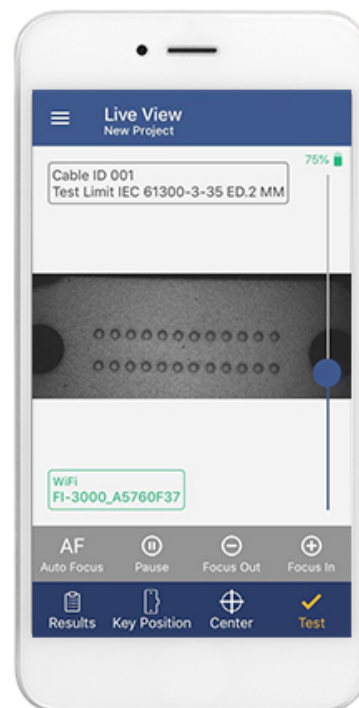 Live View
New Project
75%
Cable ID 001
Test Limit IEC 61300-3-35 ED.2 MM
WiFi
FI-3000_A5760F37
AF
Auto Focus
Pause
Focus Out
Focus In
Results
Key Position
Center
Test